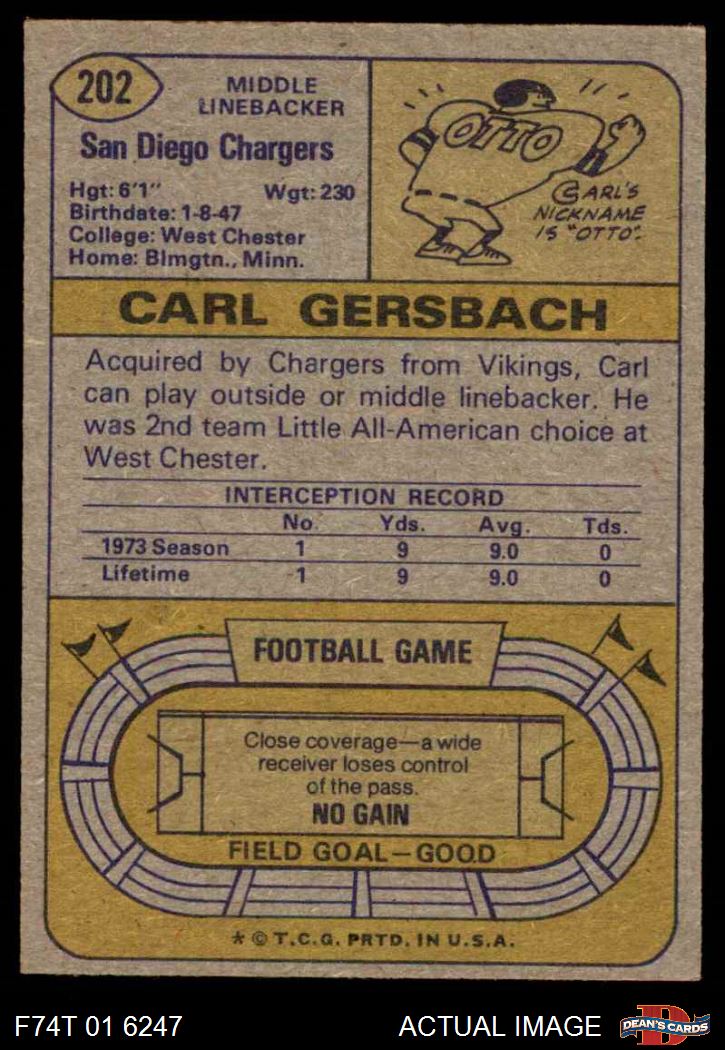 202
MIDDLE
LINEBACKER
San Diego Chargers
Hgt: 6'1" Wgt: 230
Birthdate: 1-8-47
College: West Chester
Home: Blmgtn., Minn.
OTTO
CARL'S
NICKNAME
IS "OTTO".
CARL GERSBACH
Acquired by Chargers from Vikings, Carl
can play outside or middle linebacker. He
was 2nd team Little All-American choice at
West Chester.
INTERCEPTION RECORD
No. Yds. Avg. Tds.
1973 Season 1 9 9.0 0
Lifetime 1 9 9.0 0
FOOTBALL GAME
Close coverage—a wide
receiver loses control
of the pass.
NO GAIN
FIELD GOAL—GOOD
* © T.C.G. PRTD. IN U.S.A.
F74T 01 6247 ACTUAL IMAGE
D
DEAN'S CARDS